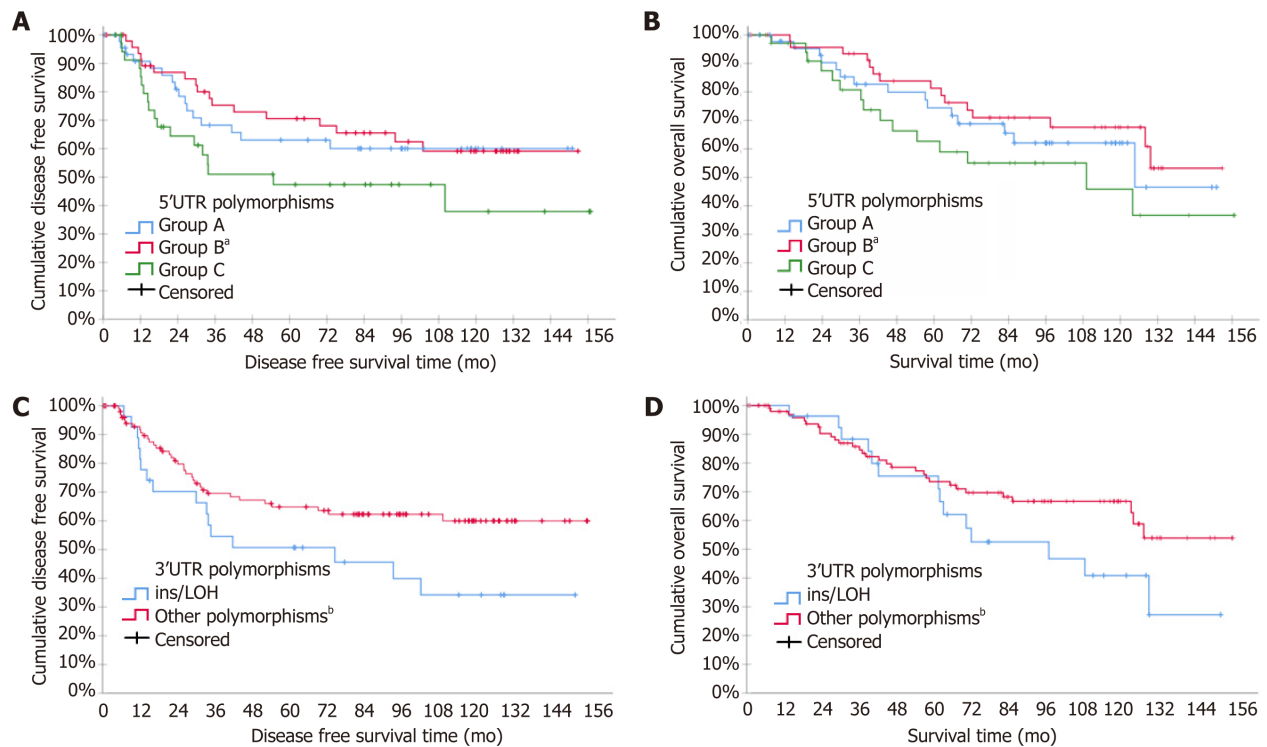 A
100%
90%
80%
70%
60%
50%
40%
30%
20%
10%
0%
Cumulative disease free survival
5′UTR polymorphisms
Group A
Group Bᵃ
Group C
Censored
0 12 24 36 48 60 72 84 96 108 120 132 144 156
Disease free survival time (mo)
B
100%
90%
80%
70%
60%
50%
40%
30%
20%
10%
0%
Cumulative overall survival
5′UTR polymorphisms
Group A
Group Bᵃ
Group C
Censored
0 12 24 36 48 60 72 84 96 108 120 132 144 156
Survival time (mo)
C
100%
90%
80%
70%
60%
50%
40%
30%
20%
10%
0%
Cumulative disease free survival
3′UTR polymorphisms
ins/LOH
Other polymorphismsᵇ
Censored
0 12 24 36 48 60 72 84 96 108 120 132 144 156
Disease free survival time (mo)
D
100%
90%
80%
70%
60%
50%
40%
30%
20%
10%
0%
Cumulative overall survival
3′UTR polymorphisms
ins/LOH
Other polymorphismsᵇ
Censored
0 12 24 36 48 60 72 84 96 108 120 132 144 156
Survival time (mo)